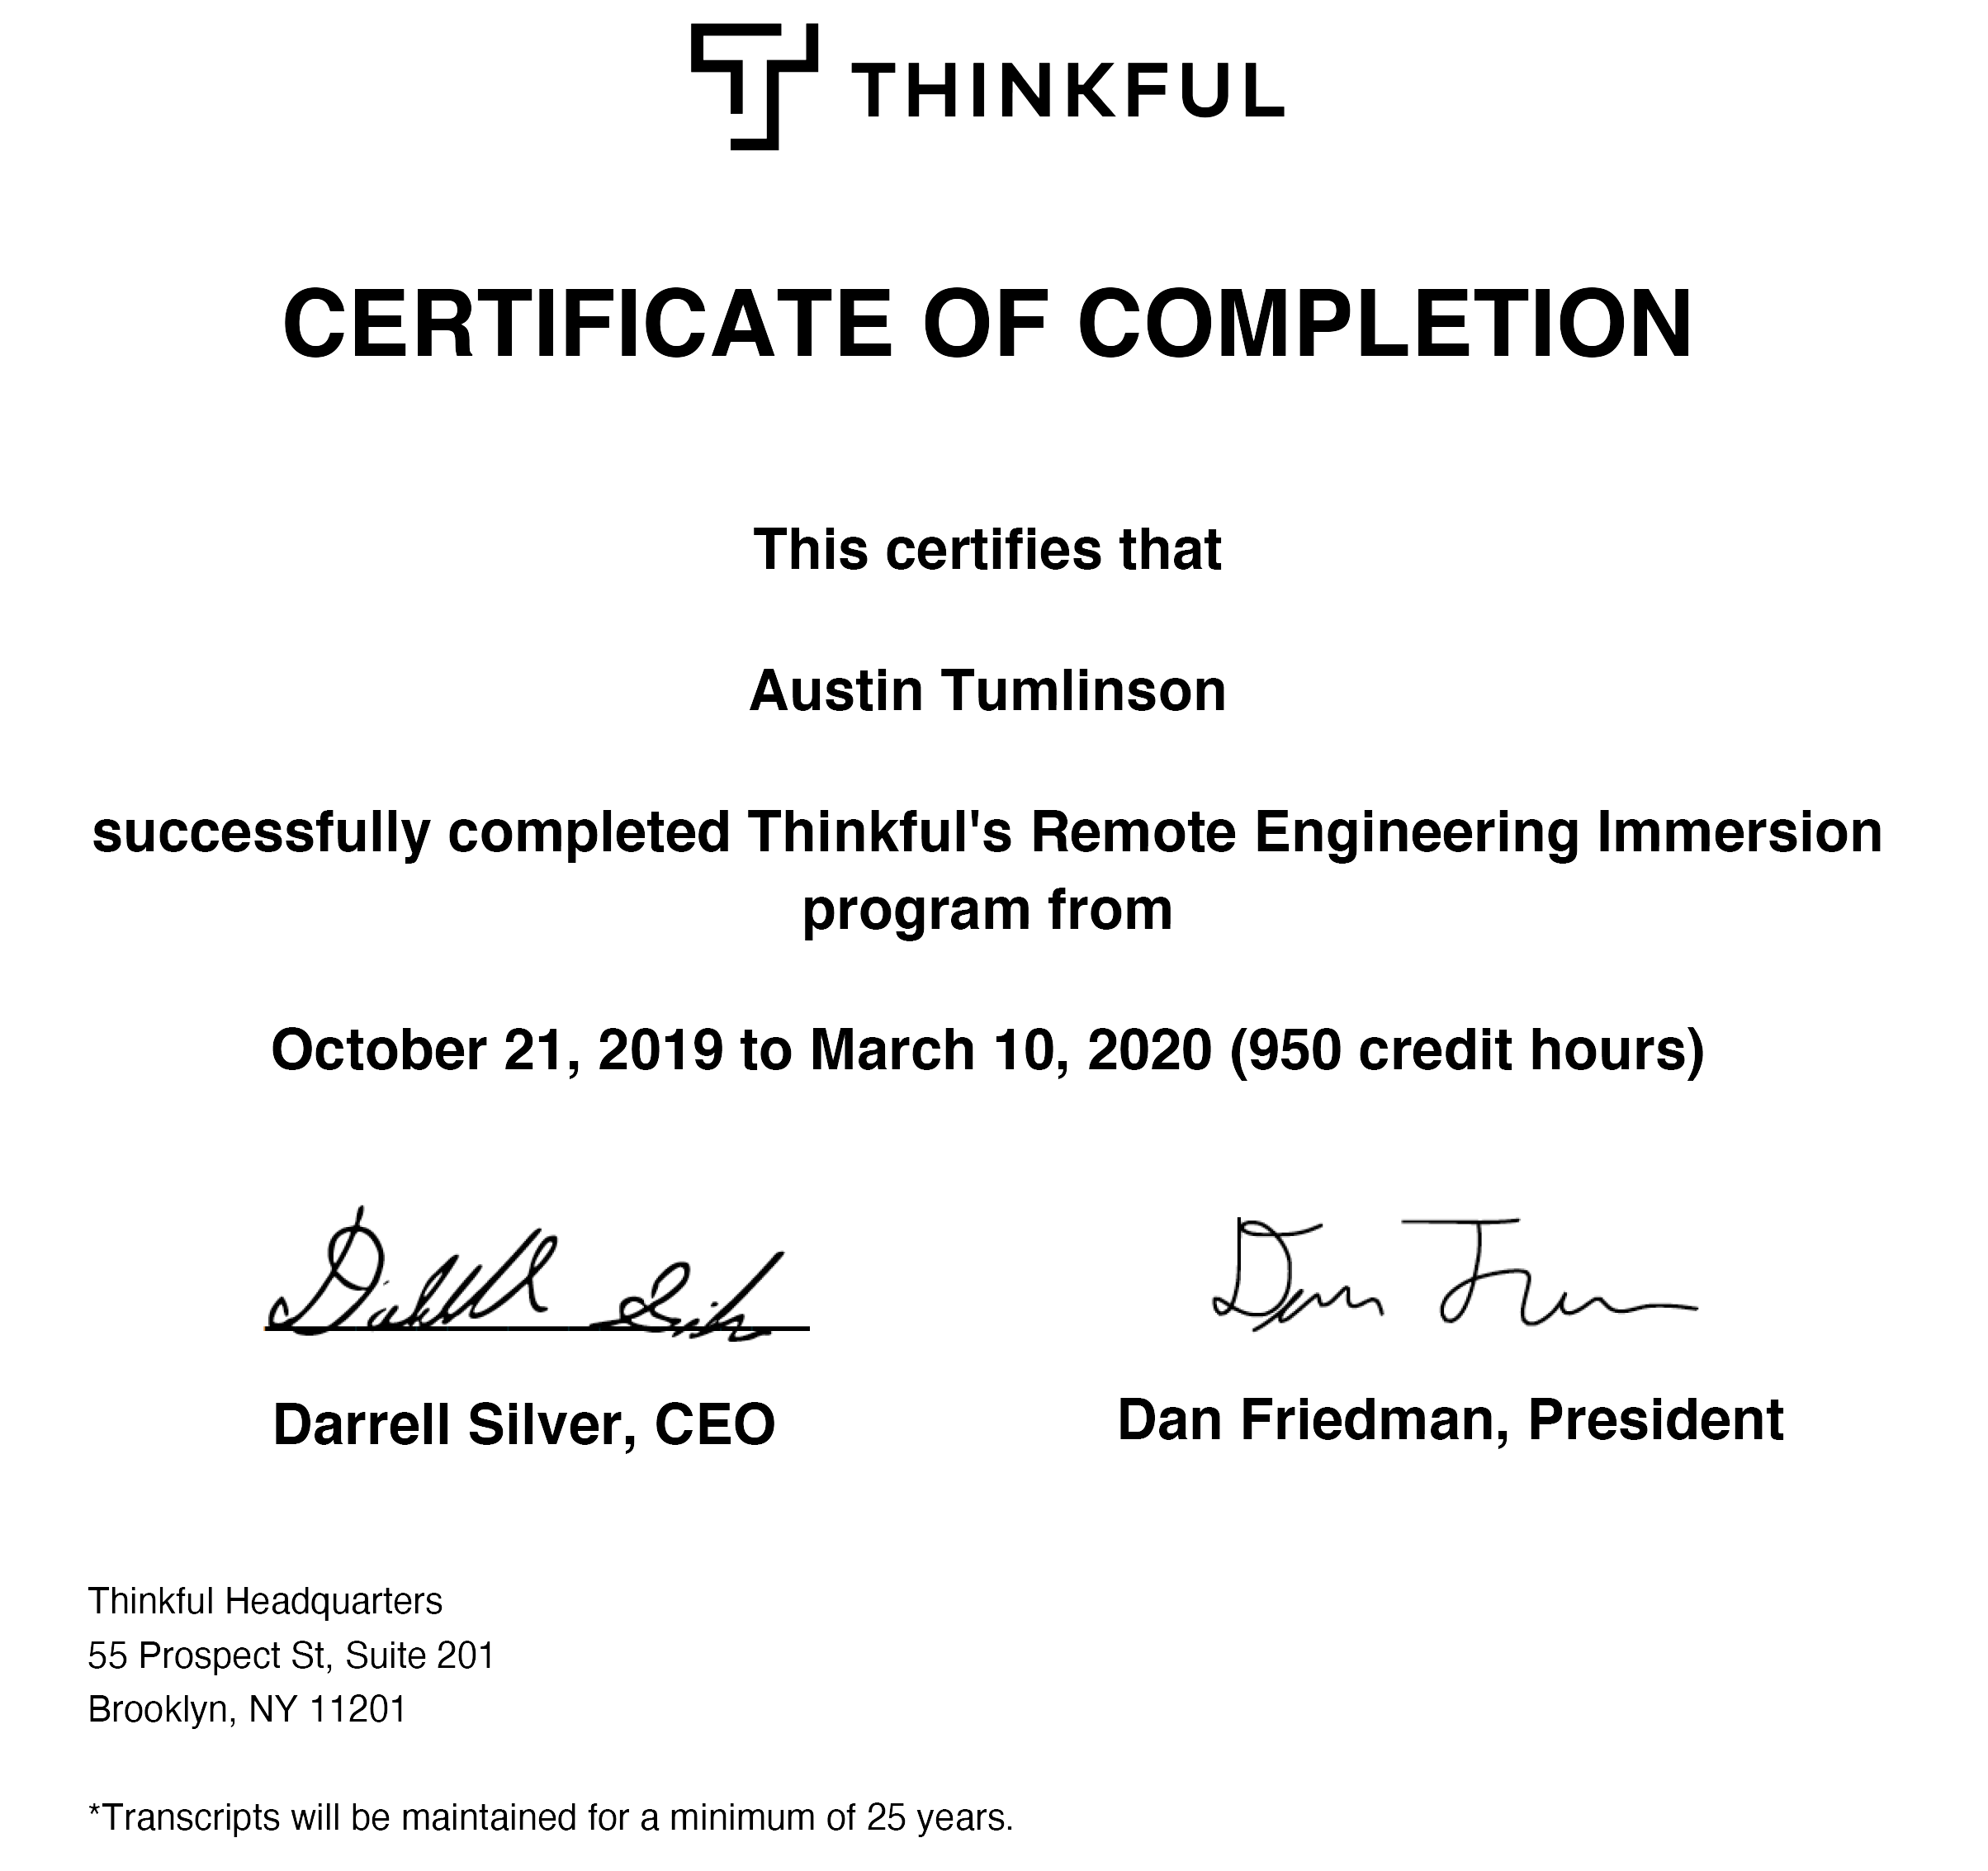 THINKFUL
CERTIFICATE OF COMPLETION
This certifies that
Austin Tumlinson
successfully completed Thinkful's Remote Engineering Immersion
program from
October 21, 2019 to March 10, 2020 (950 credit hours)
Darrell Silver, CEO
Dan Friedman, President
Thinkful Headquarters
55 Prospect St, Suite 201
Brooklyn, NY 11201
*Transcripts will be maintained for a minimum of 25 years.